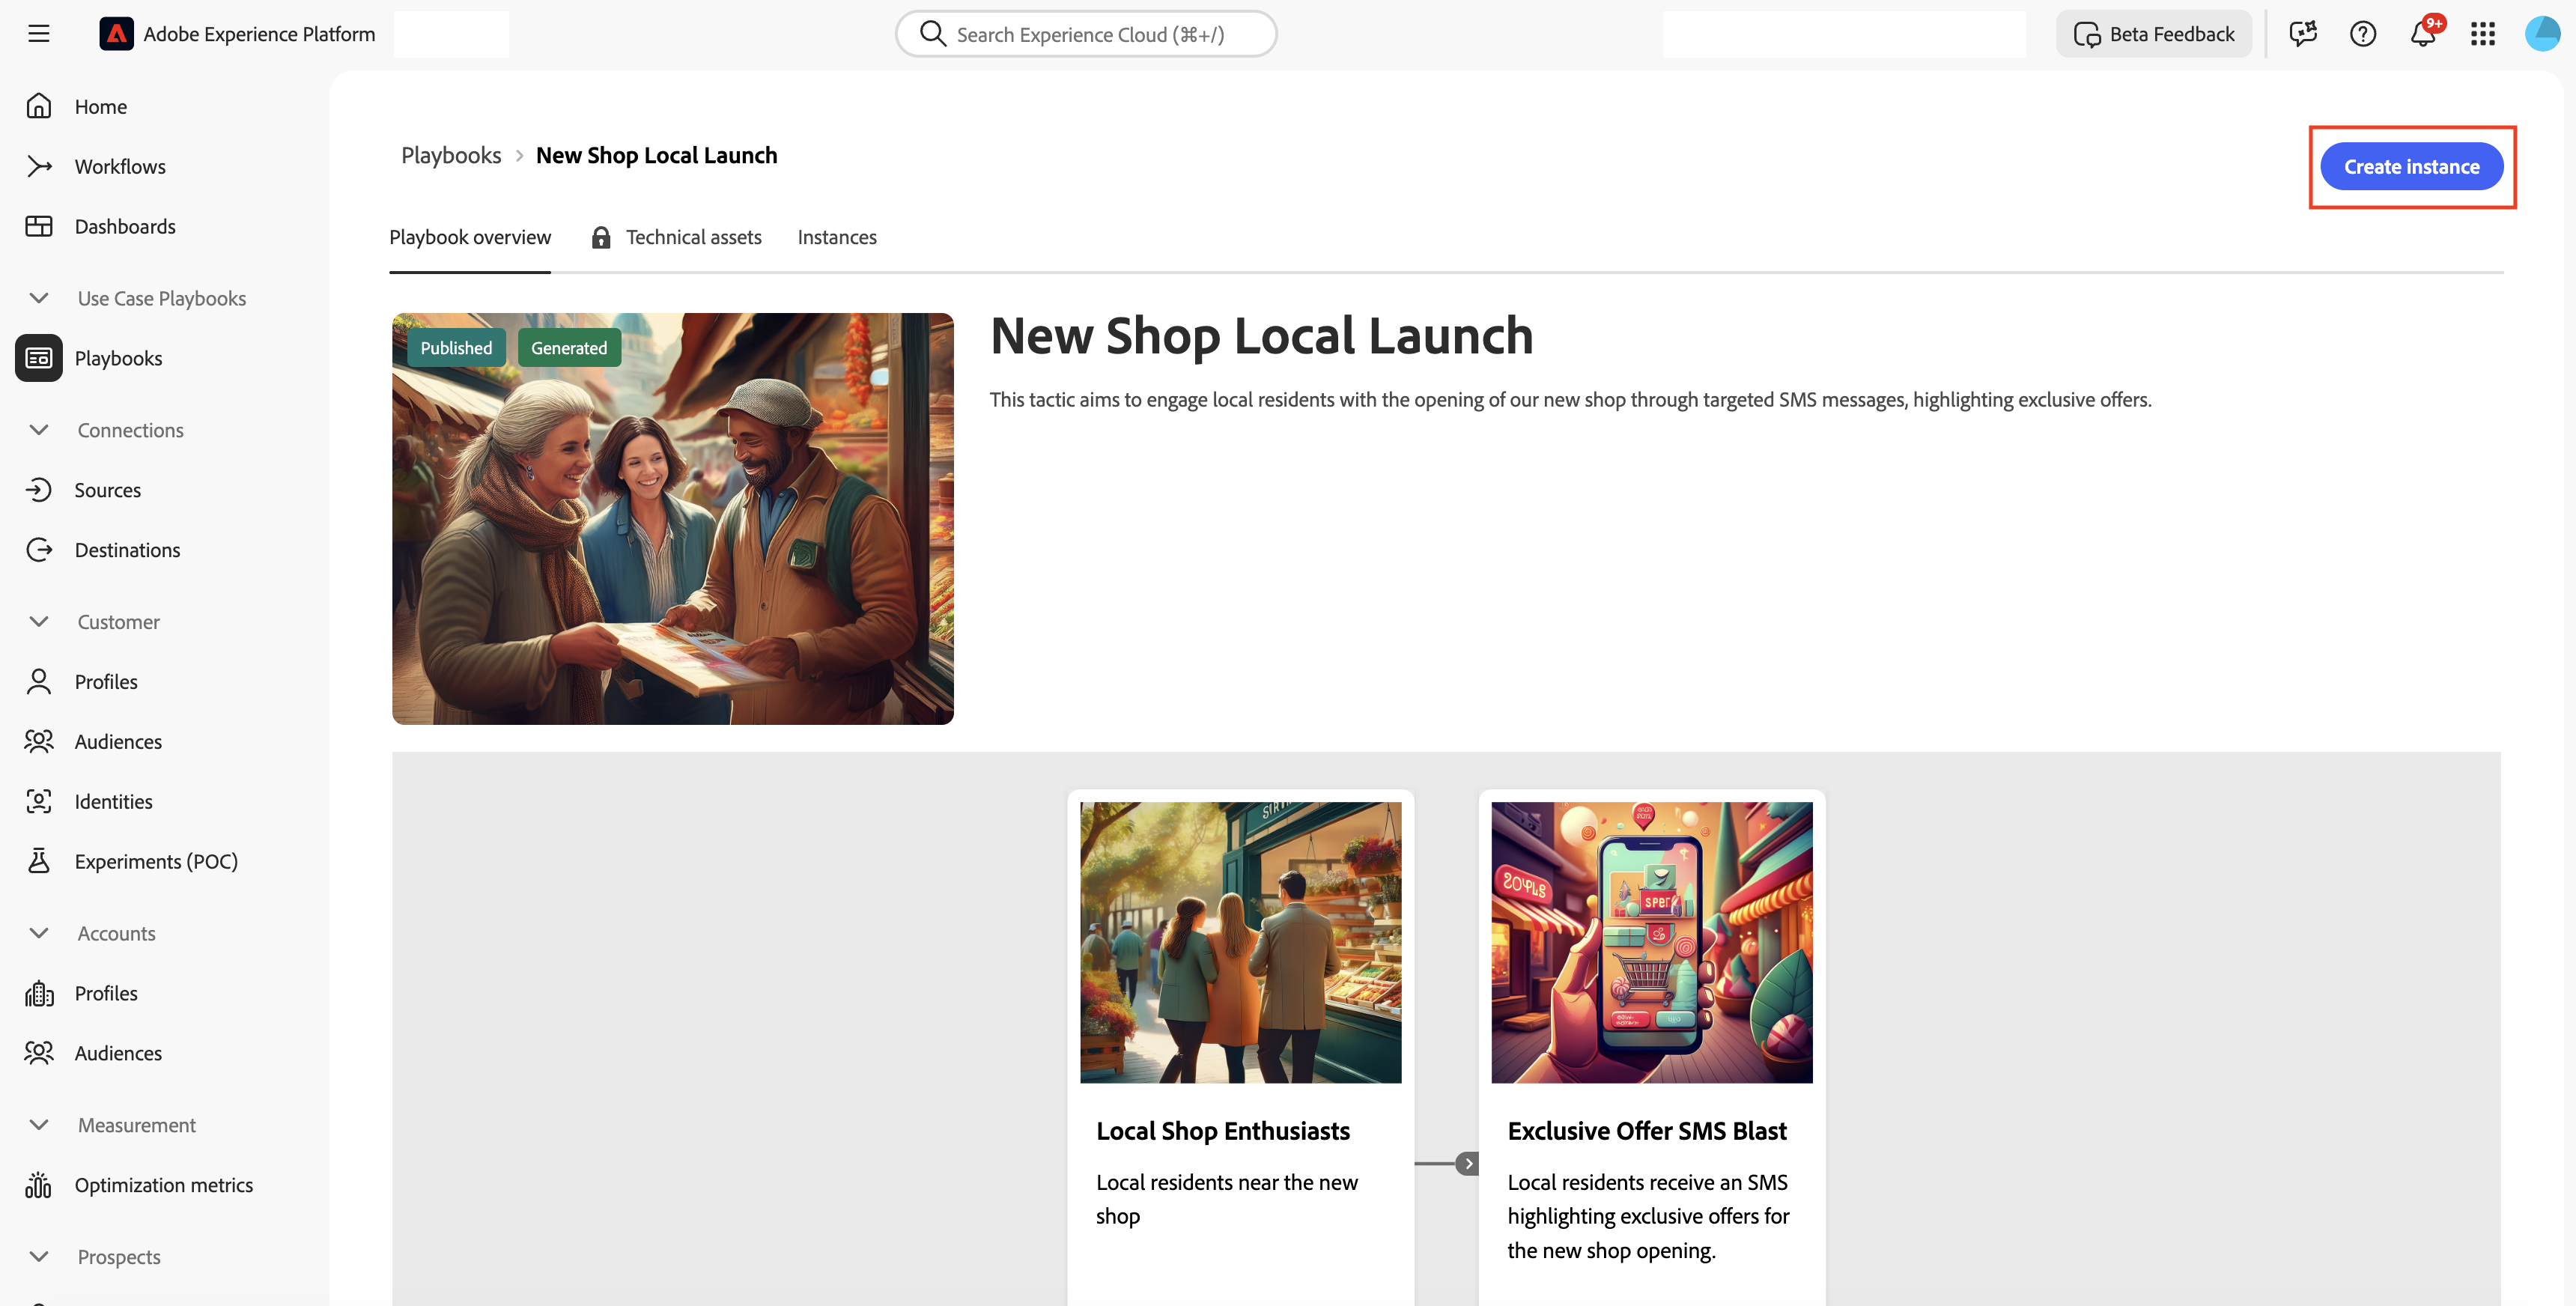 Adobe Experience Platform
Search Experience Cloud (⌘+/)
Beta Feedback
9+
Home
Workflows
Dashboards
Use Case Playbooks
Playbooks
Connections
Sources
Destinations
Customer
Profiles
Audiences
Identities
Experiments (POC)
Accounts
Profiles
Audiences
Measurement
Optimization metrics
Prospects
Playbooks > New Shop Local Launch
Create instance
Playbook overview
Technical assets
Instances
Published
Generated
New Shop Local Launch
This tactic aims to engage local residents with the opening of our new shop through targeted SMS messages, highlighting exclusive offers.
Local Shop Enthusiasts
Local residents near the new
shop
SPEF
Exclusive Offer SMS Blast
Local residents receive an SMS
highlighting exclusive offers for
the new shop opening.